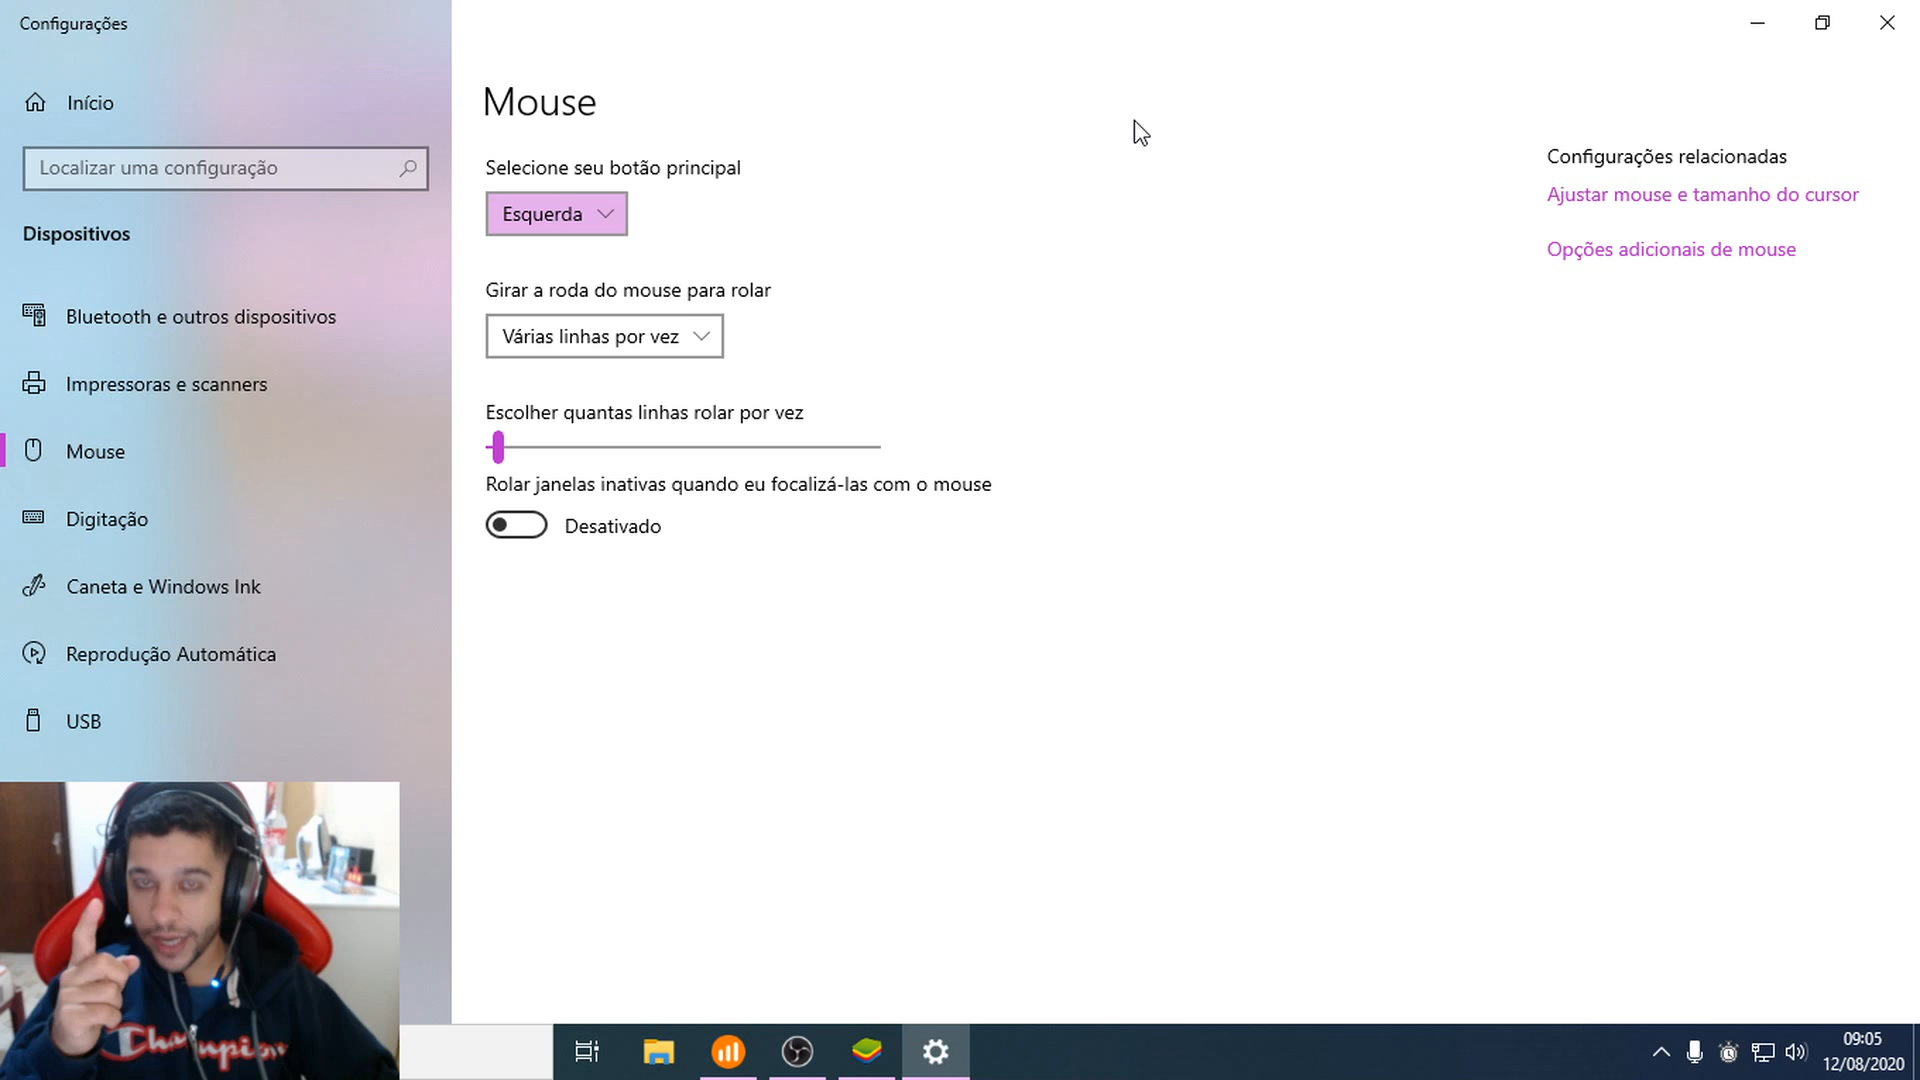 Configurações
Início
Localizar uma configuração
Dispositivos
Bluetooth e outros dispositivos
Impressoras e scanners
Mouse
Digitação
Caneta e Windows Ink
Reprodução Automática
USB
Mouse
Selecione seu botão principal
Esquerda
Girar a roda do mouse para rolar
Várias linhas por vez
Escolher quantas linhas rolar por vez
Rolar janelas inativas quando eu focalizá-las com o mouse
Desativado
Configurações relacionadas
Ajustar mouse e tamanho do cursor
Opções adicionais de mouse
Champion
09:05
12/08/2020